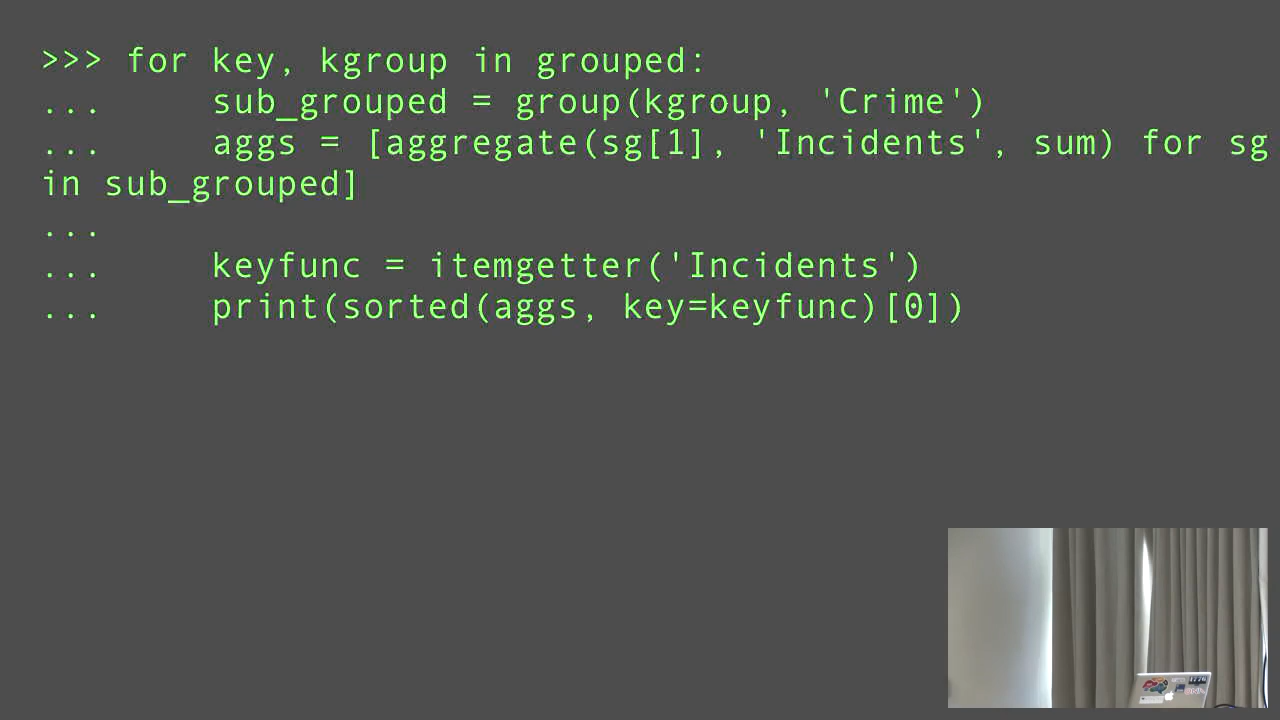 >>> for key, kgroup in grouped:
...     sub_grouped = group(kgroup, 'Crime')
...     aggs = [aggregate(sg[1], 'Incidents', sum) for sg
in sub_grouped]
...
...     keyfunc = itemgetter('Incidents')
...     print(sorted(aggs, key=keyfunc)[0])